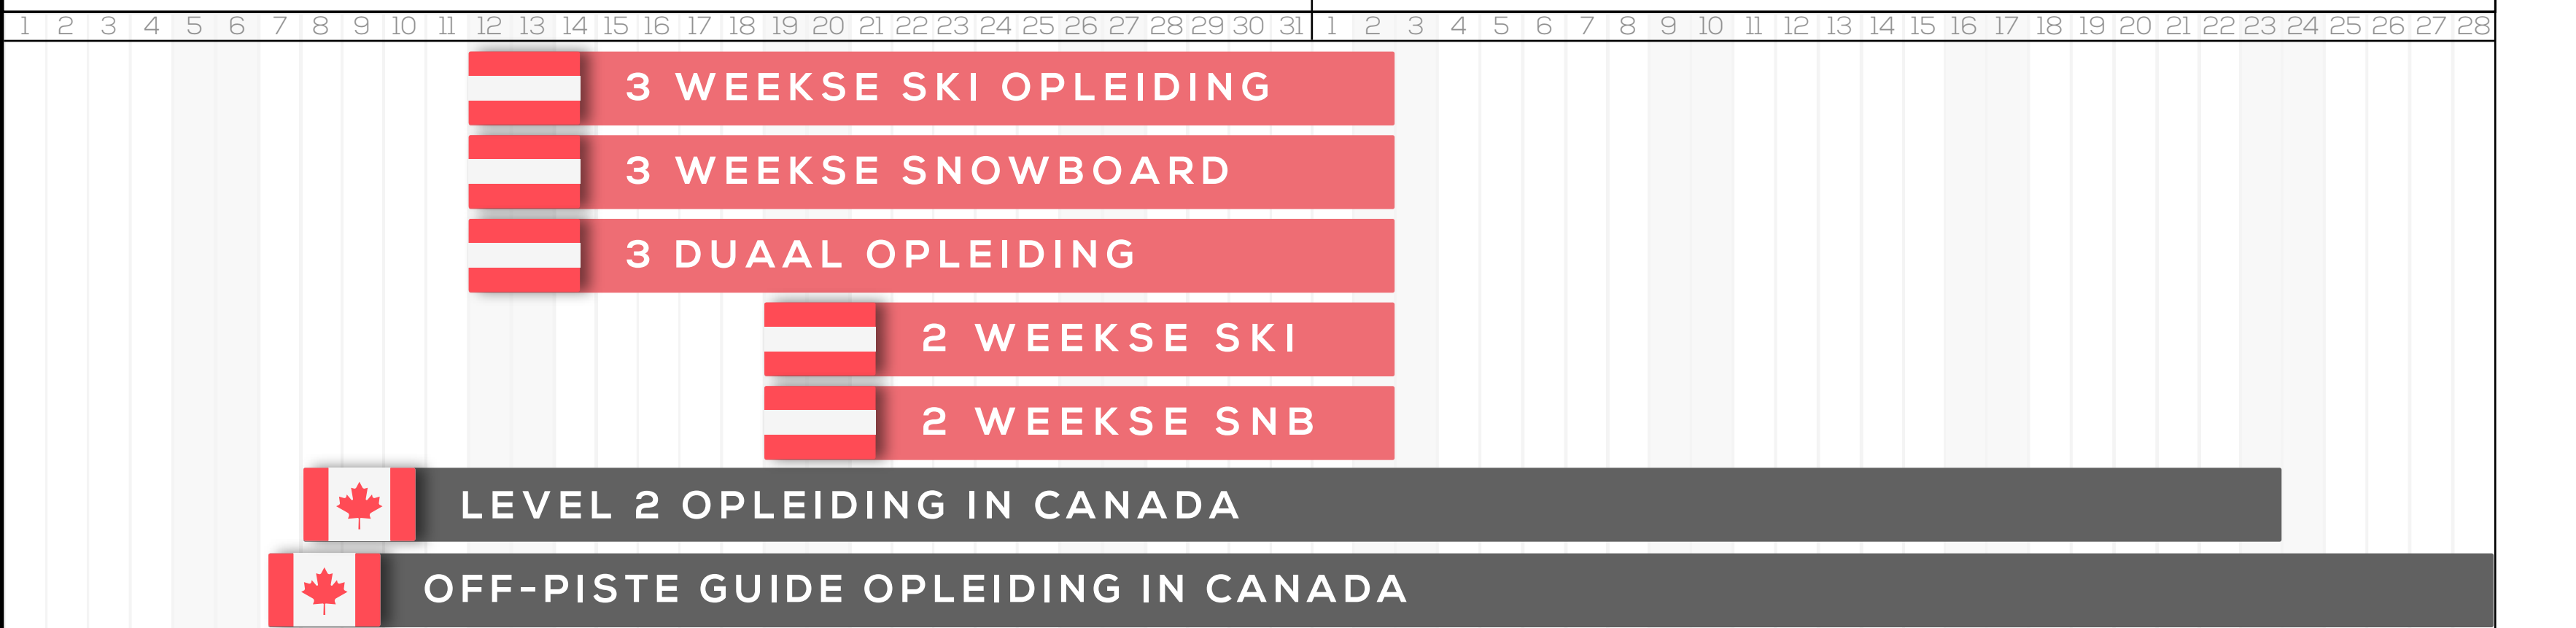 1 2 3 4 5 6 7 8 9 10 11 12 13 14 15 16 17 18 19 20 21 22 23 24 25 26 27 28 29 30 31 1 2 3 4 5 6 7 8 9 10 11 12 13 14 15 16 17 18 19 20 21 22 23 24 25 26 27 28
3 WEEKSE SKI OPLEIDING
3 WEEKSE SNOWBOARD
3 DUAAL OPLEIDING
2 WEEKSE SKI
2 WEEKSE SNB
LEVEL 2 OPLEIDING IN CANADA
OFF-PISTE GUIDE OPLEIDING IN CANADA